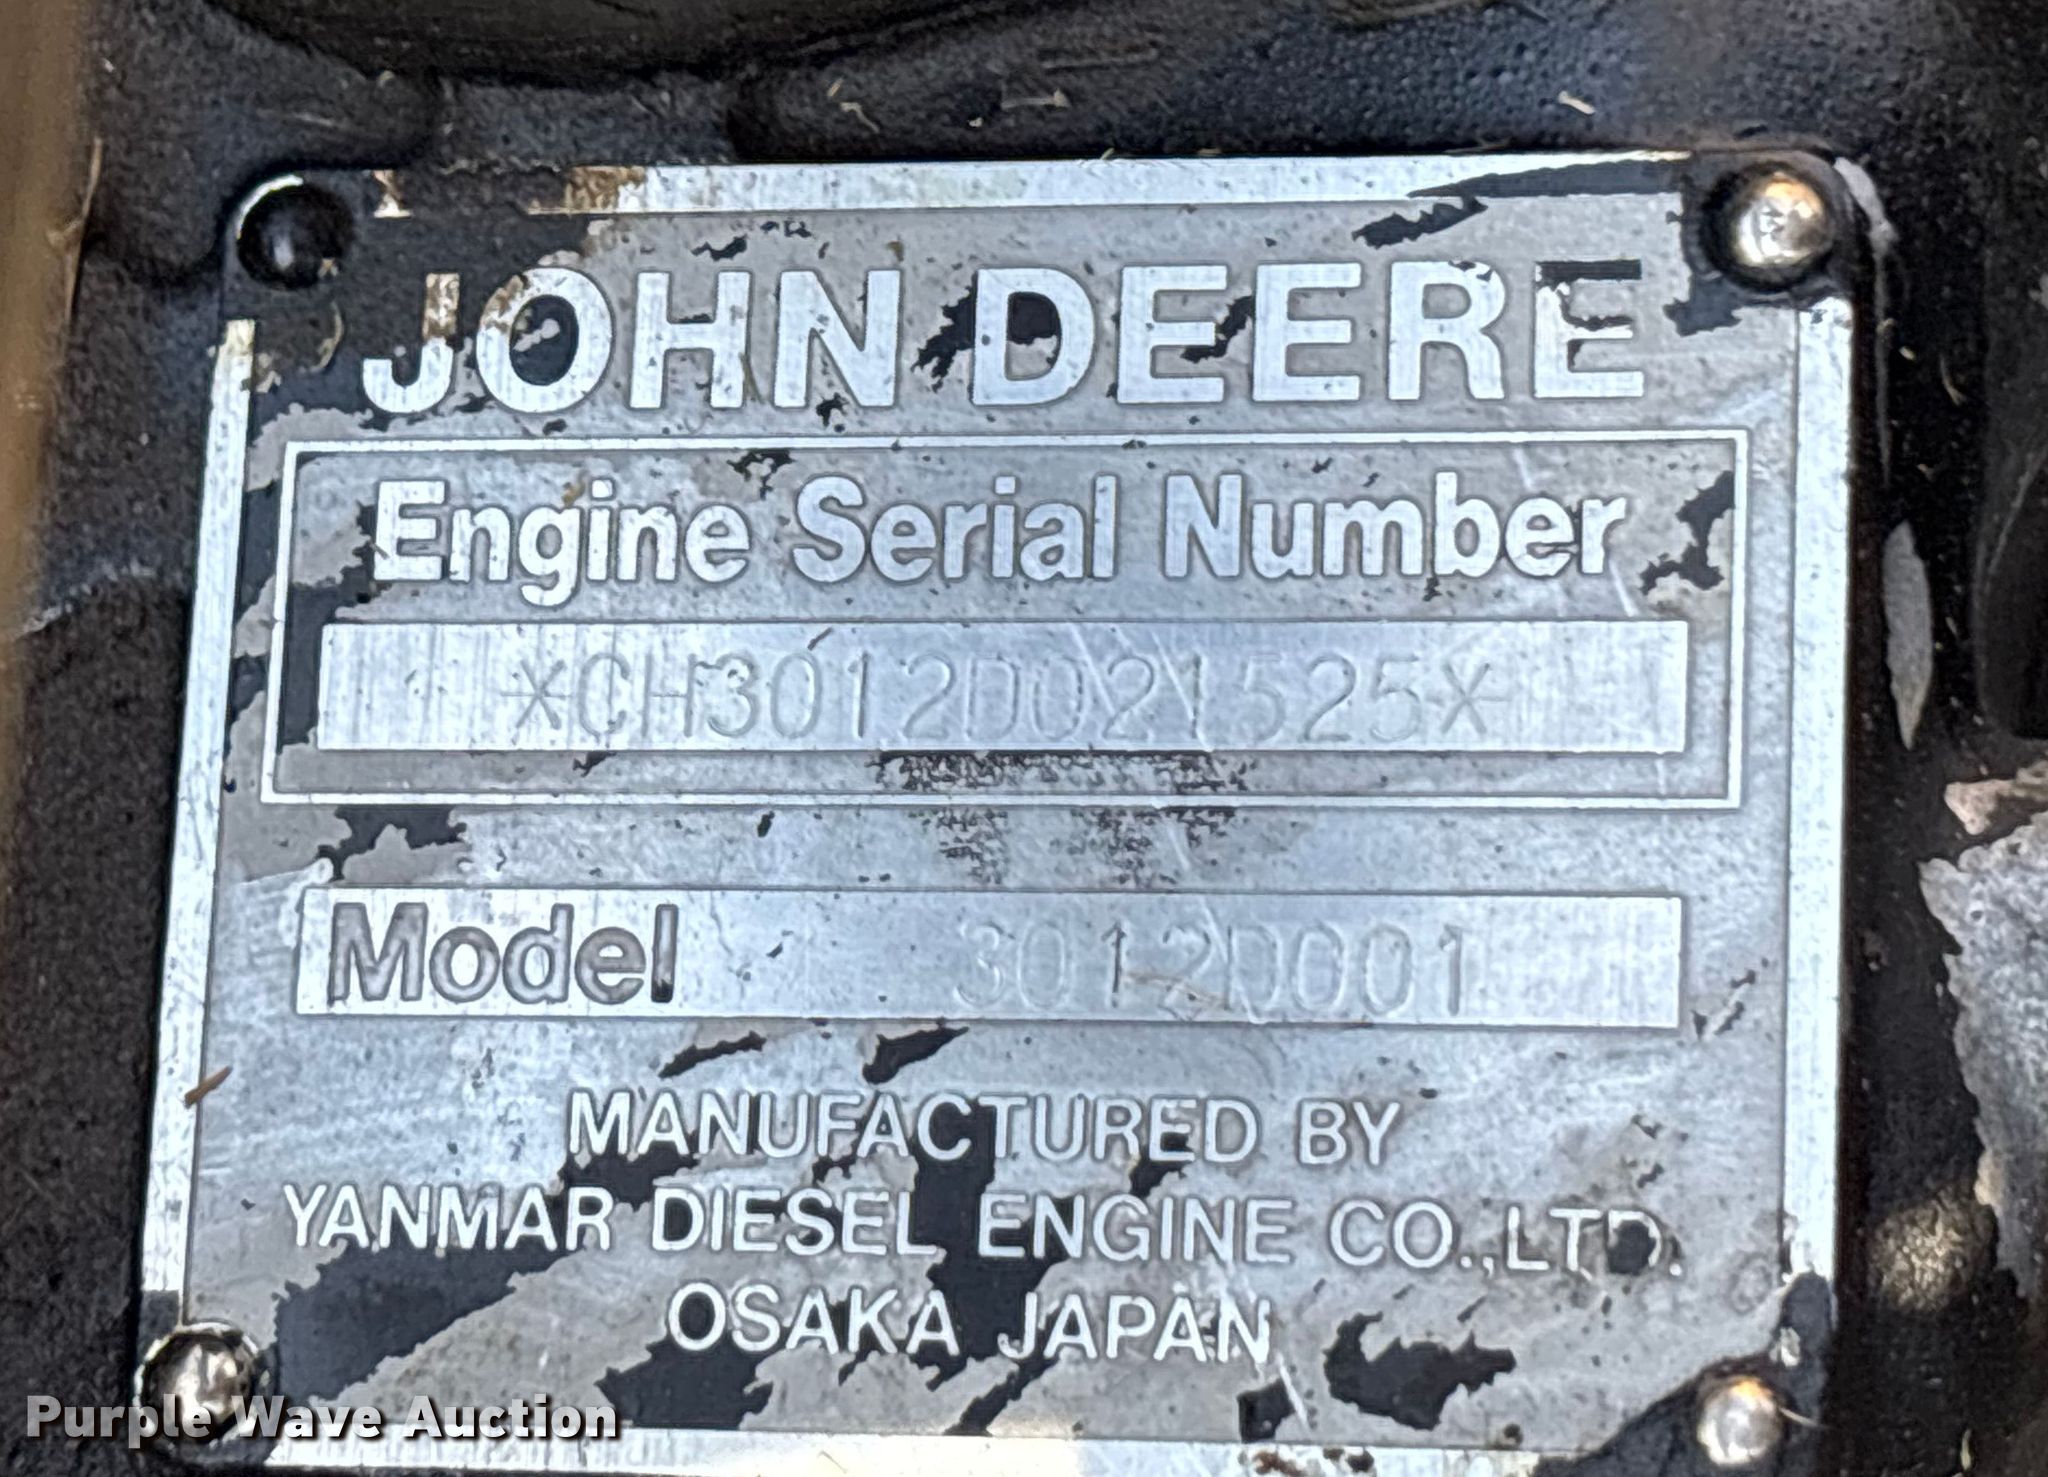 JOHN DEERE
Engine Serial Number
*CH3012D021525*
Model 3012D001
MANUFACTURED BY
YANMAR DIESEL ENGINE CO.,LTD.
OSAKA JAPAN
Purple Wave Auction